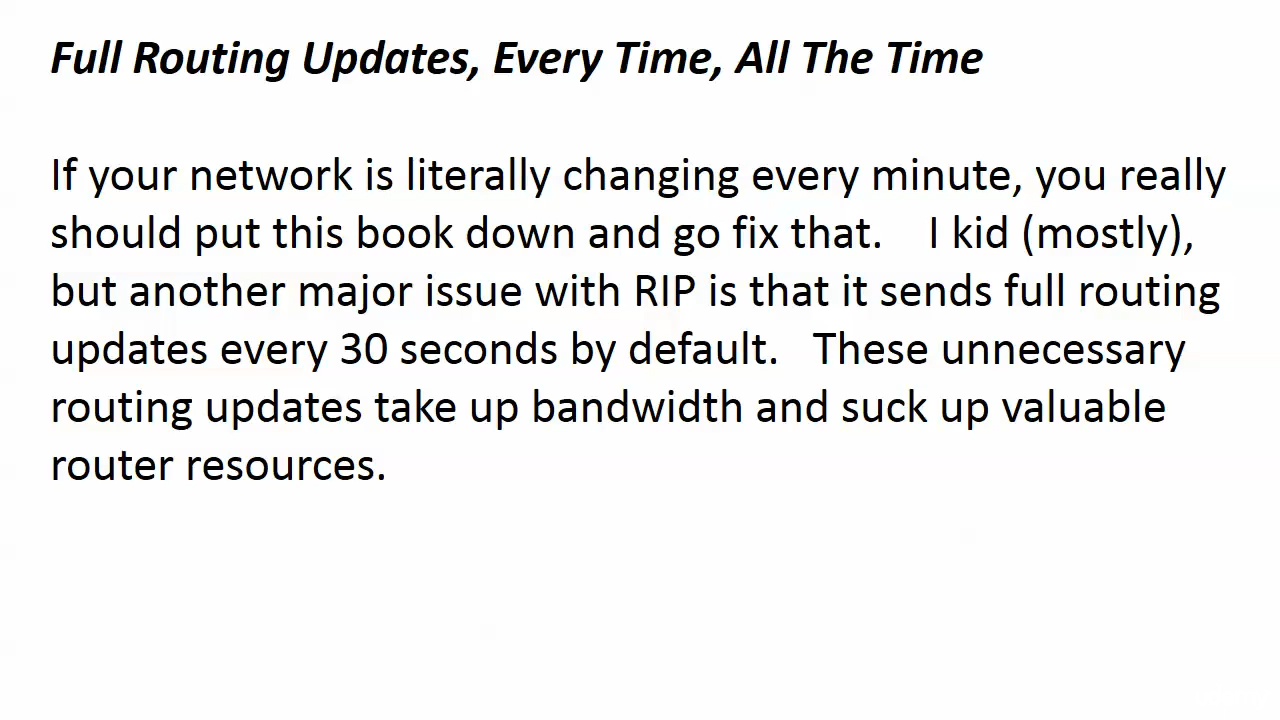 Full Routing Updates, Every Time, All The Time
If your network is literally changing every minute, you really
should put this book down and go fix that. I kid (mostly),
but another major issue with RIP is that it sends full routing
updates every 30 seconds by default. These unnecessary
routing updates take up bandwidth and suck up valuable
router resources.